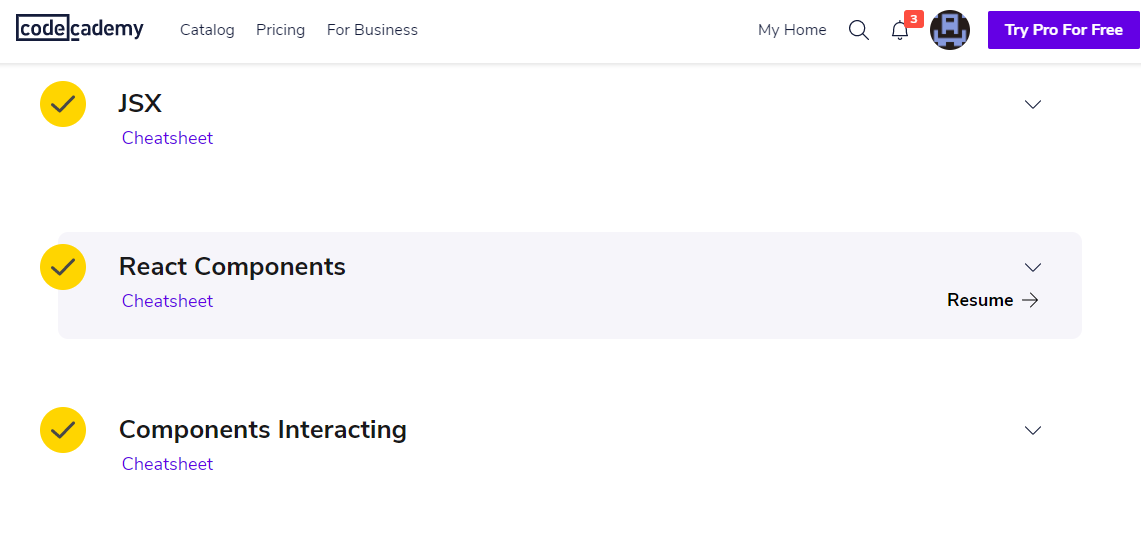 codecademy
Catalog Pricing For Business My Home 3 Try Pro For Free
JSX
Cheatsheet
React Components
Cheatsheet
Resume
Components Interacting
Cheatsheet